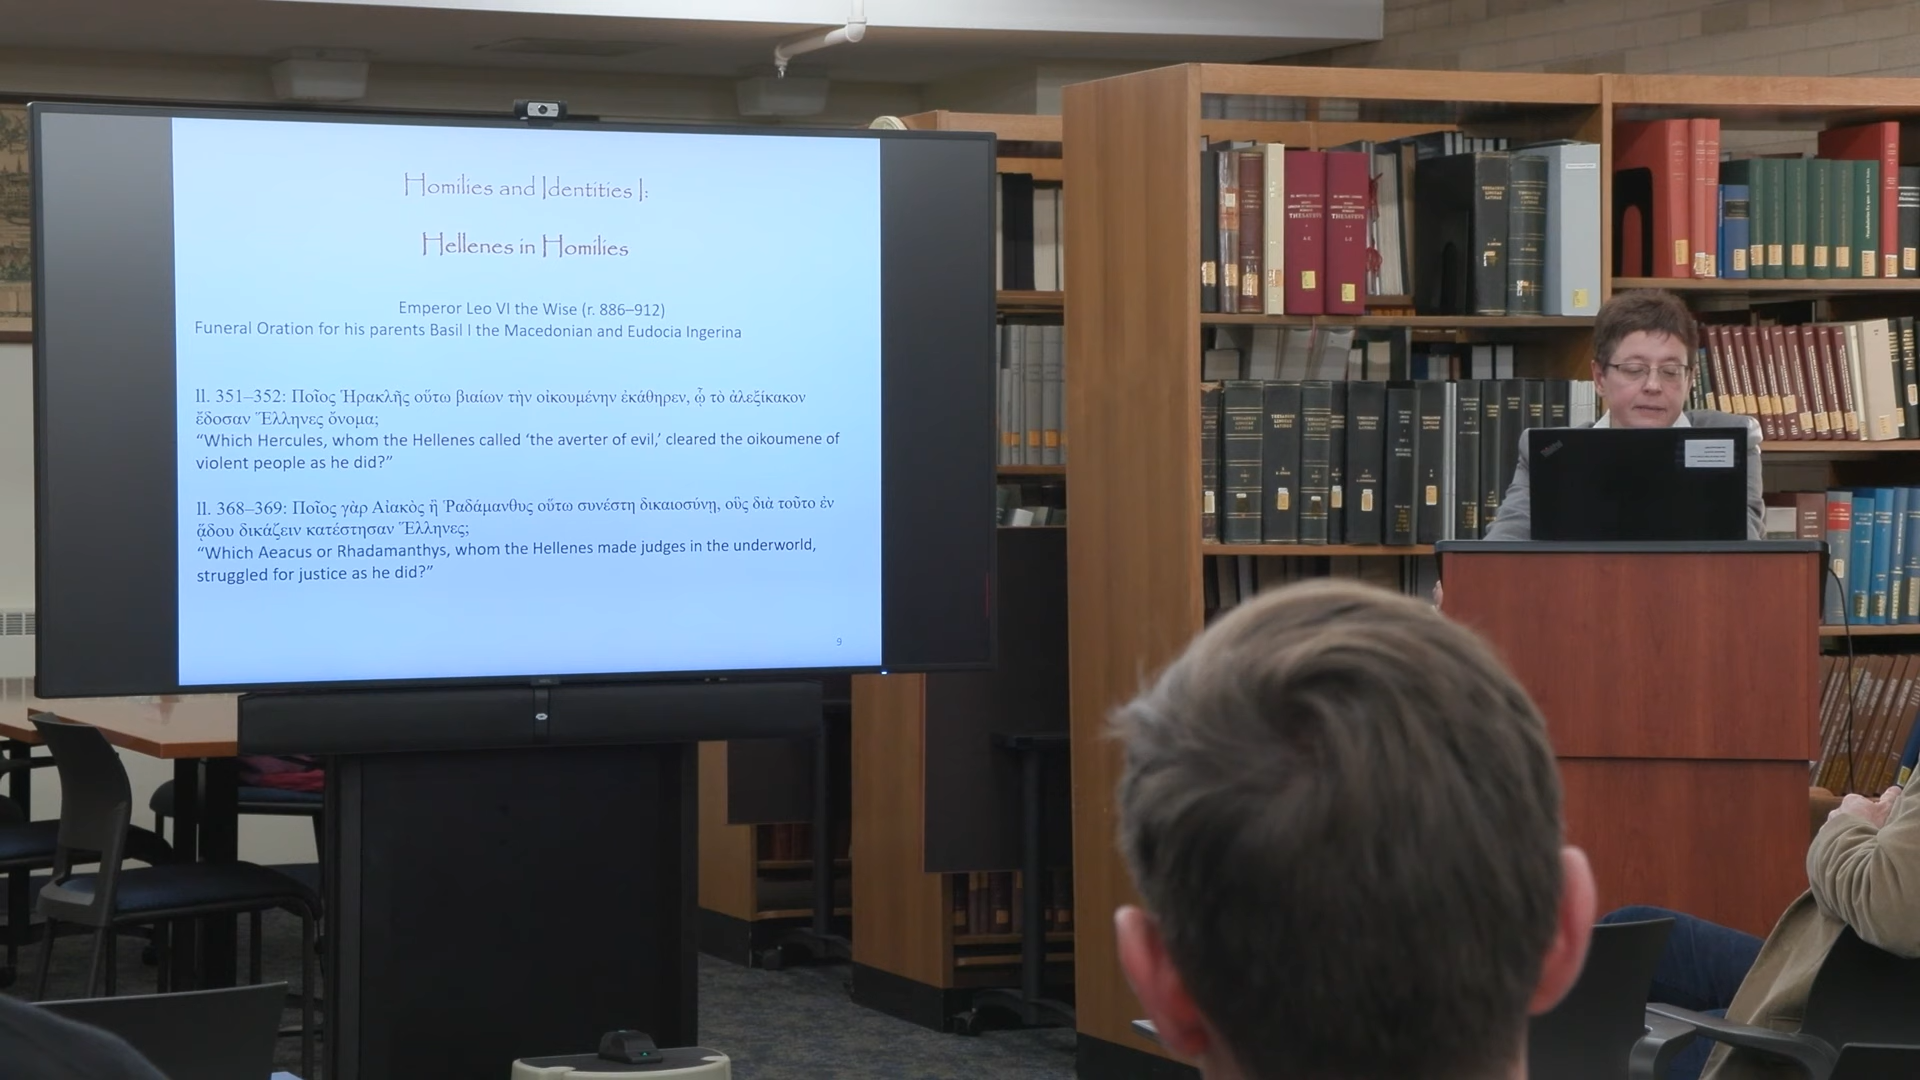 Homilies and Identities I:
Hellenes in Homilies
Emperor Leo VI the Wise (r. 886–912)
Funeral Oration for his parents Basil I the Macedonian and Eudocia Ingerina
ll. 351–352: Ποῖος Ἡρακλῆς οὕτω βιαίων τὴν οἰκουμένην ἐκάθηρεν, ᾧ τὸ ἀλεξίκακον
ἔδοσαν Ἕλληνες ὄνομα;
“Which Hercules, whom the Hellenes called ‘the averter of evil,’ cleared the oikoumene of
violent people as he did?”
ll. 368–369: Ποῖος γὰρ Αἰακὸς ἢ Ῥαδάμανθυς οὕτω συνέστη δικαιοσύνῃ, οὓς διὰ τοῦτο ἐν
ᾅδου δικάζειν κατέστησαν Ἕλληνες;
“Which Aeacus or Rhadamanthys, whom the Hellenes made judges in the underworld,
struggled for justice as he did?”
9
THESAURUS
THESAURUS
THESAURUS
LINGUAE
LATINAE